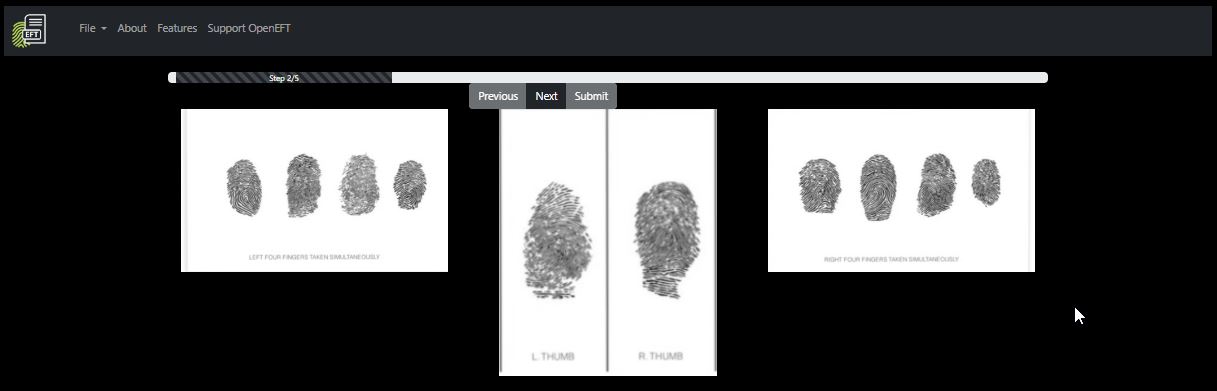 EFT
File About Features Support OpenEFT
Step 2/5
Previous Next Submit
LEFT FOUR FINGERS TAKEN SIMULTANEOUSLY
L. THUMB
R. THUMB
RIGHT FOUR FINGERS TAKEN SIMULTANEOUSLY